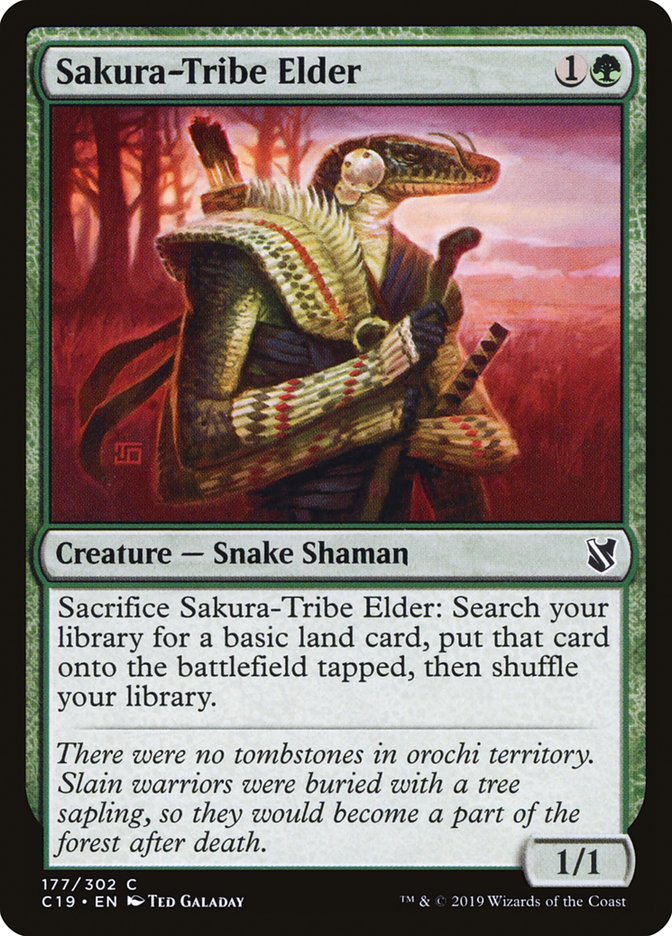 Sakura-Tribe Elder 1
Creature — Snake Shaman
Sacrifice Sakura-Tribe Elder: Search your
library for a basic land card, put that card
onto the battlefield tapped, then shuffle
your library.
There were no tombstones in orochi territory.
Slain warriors were buried with a tree
sapling, so they would become a part of the
forest after death.
1/1
177/302 C
C19 • EN Ted Galaday
™ & © 2019 Wizards of the Coast